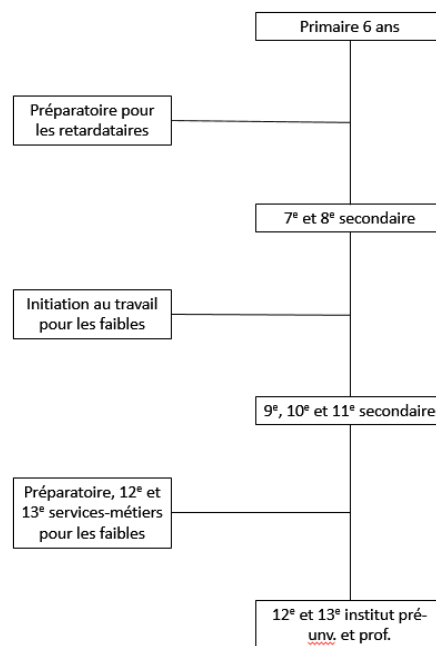 Primaire 6 ans
Préparatoire pour
les retardataires
7e et 8e secondaire
Initiation au travail
pour les faibles
9e, 10e et 11e secondaire
Préparatoire, 12e et
13e services-métiers
pour les faibles
12e et 13e institut pré-
unv. et prof.